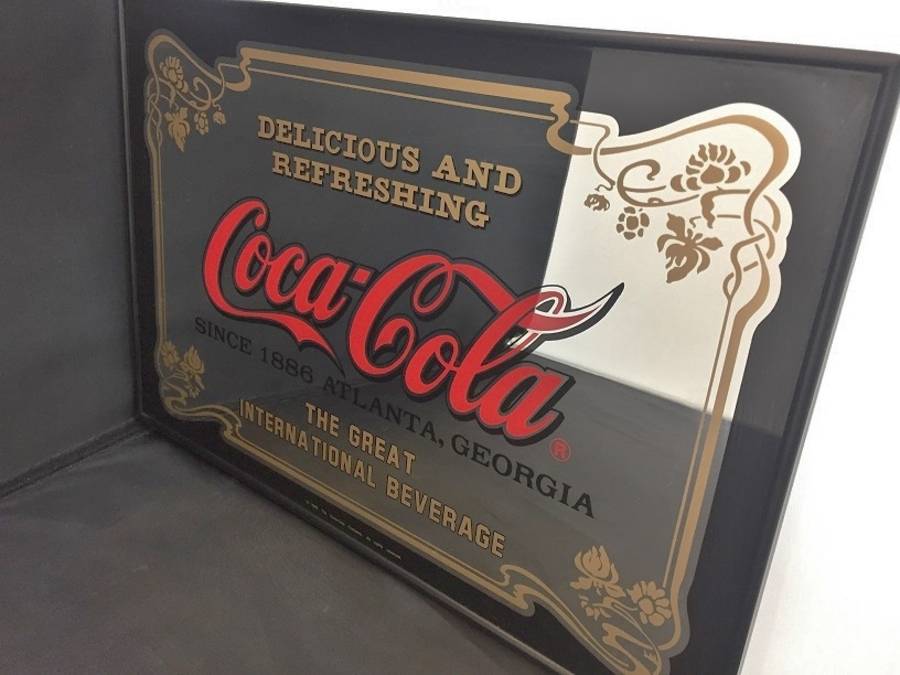 DELICIOUS AND
REFRESHING
Coca-Cola®
SINCE 1886 ATLANTA, GEORGIA
THE GREAT
INTERNATIONAL BEVERAGE